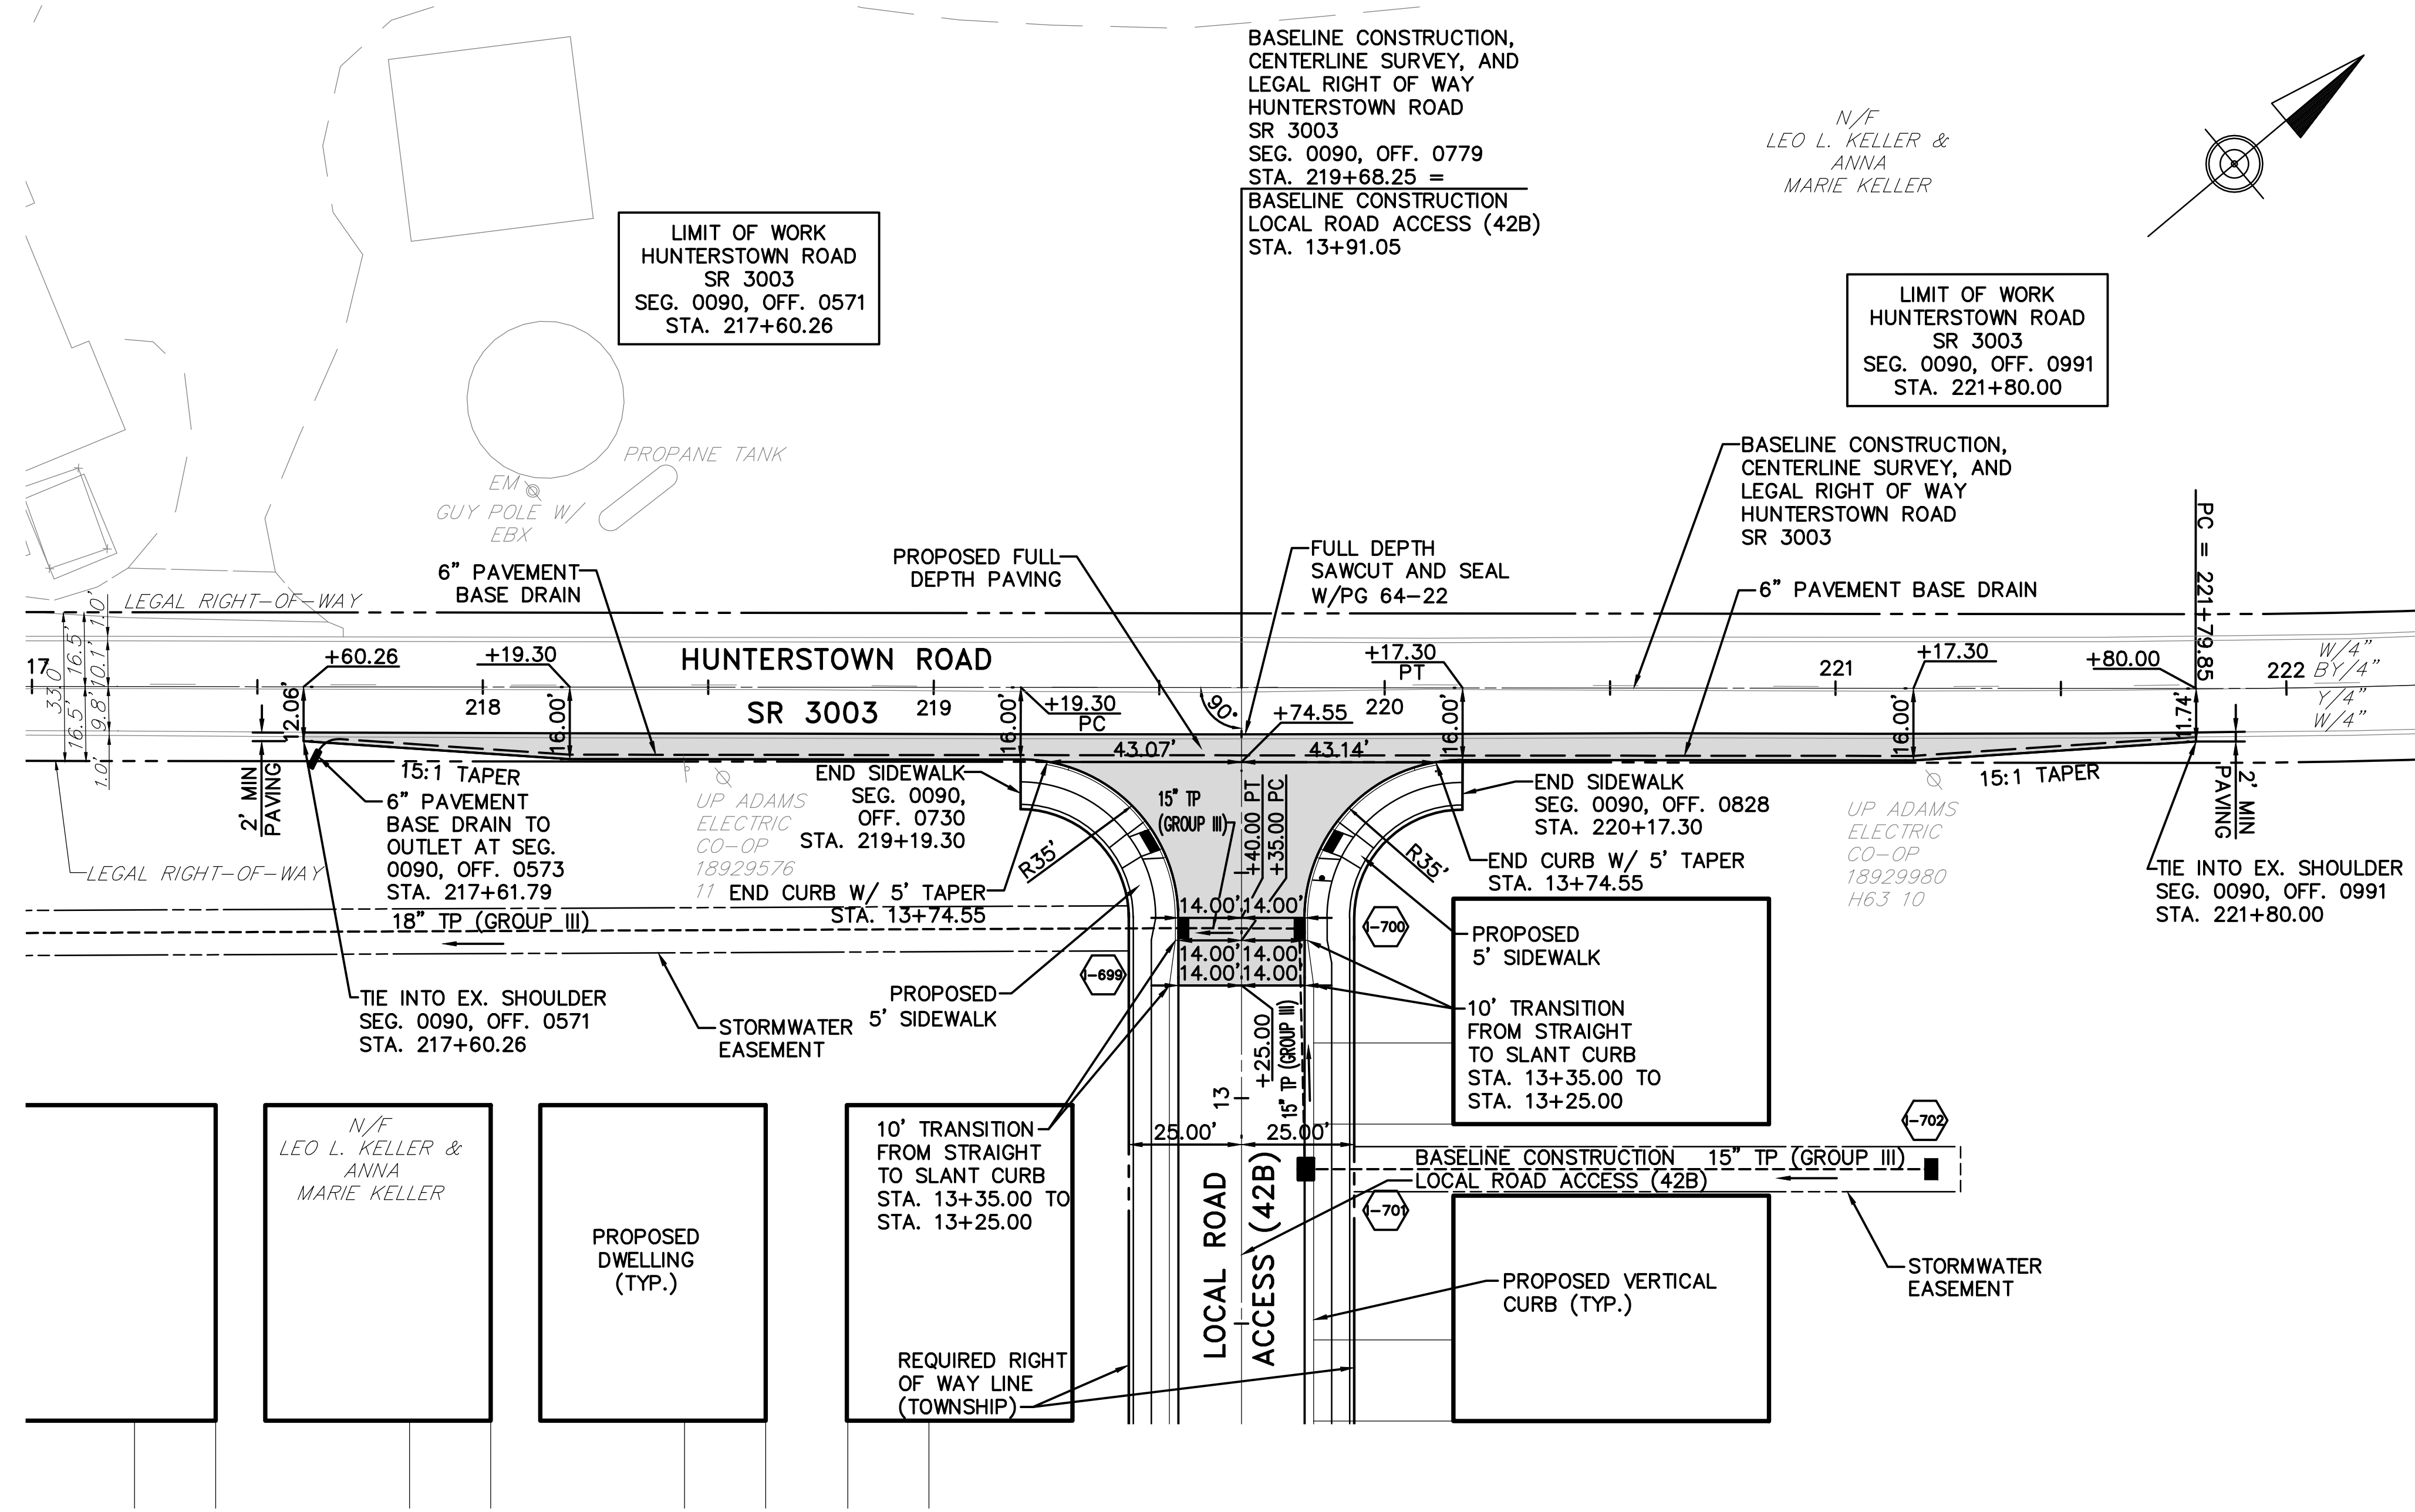 BASELINE CONSTRUCTION,
CENTERLINE SURVEY, AND
LEGAL RIGHT OF WAY
HUNTERSTOWN ROAD
SR 3003
SEG. 0090, OFF. 0779
STA. 219+68.25 =
BASELINE CONSTRUCTION
LOCAL ROAD ACCESS (42B)
STA. 13+91.05
N/F
LEO L. KELLER &
ANNA
MARIE KELLER
LIMIT OF WORK
HUNTERSTOWN ROAD
SR 3003
SEG. 0090, OFF. 0571
STA. 217+60.26
LIMIT OF WORK
HUNTERSTOWN ROAD
SR 3003
SEG. 0090, OFF. 0991
STA. 221+80.00
PROPANE TANK
EM
GUY POLE W/
EBX
BASELINE CONSTRUCTION,
CENTERLINE SURVEY, AND
LEGAL RIGHT OF WAY
HUNTERSTOWN ROAD
SR 3003
PC = 221+79.85
6" PAVEMENT
BASE DRAIN
PROPOSED FULL
DEPTH PAVING
FULL DEPTH
SAWCUT AND SEAL
W/PG 64-22
6" PAVEMENT BASE DRAIN
LEGAL RIGHT-OF-WAY
1.0'
16.5'
10.1'
33.0'
16.5'
9.8'
1.0'
17
+60.26
+19.30
HUNTERSTOWN ROAD
+17.30
PT
221
+17.30
+80.00
222
W/4"
BY/4"
Y/4"
W/4"
12.06'
218
16.00'
SR 3003
219
16.00'
+19.30
PC
90°
+74.55
220
16.00'
16.00'
11.74'
43.07'
43.14'
2' MIN
PAVING
15:1 TAPER
15:1 TAPER
2' MIN
PAVING
6" PAVEMENT
BASE DRAIN TO
OUTLET AT SEG.
0090, OFF. 0573
STA. 217+61.79
UP ADAMS
ELECTRIC
CO-OP
18929576
11
END SIDEWALK
SEG. 0090,
OFF. 0730
STA. 219+19.30
R35'
15" TP
(GROUP III)
+40.00 PT
+35.00 PC
R35'
END SIDEWALK
SEG. 0090, OFF. 0828
STA. 220+17.30
UP ADAMS
ELECTRIC
CO-OP
18929980
H63 10
LEGAL RIGHT-OF-WAY
END CURB W/ 5' TAPER
STA. 13+74.55
END CURB W/ 5' TAPER
STA. 13+74.55
TIE INTO EX. SHOULDER
SEG. 0090, OFF. 0991
STA. 221+80.00
18" TP (GROUP III)
14.00'
14.00'
14.00'
14.00'
14.00'
14.00'
I-700
I-699
PROPOSED
5' SIDEWALK
PROPOSED
5' SIDEWALK
TIE INTO EX. SHOULDER
SEG. 0090, OFF. 0571
STA. 217+60.26
STORMWATER
EASEMENT
10' TRANSITION
FROM STRAIGHT
TO SLANT CURB
STA. 13+35.00 TO
STA. 13+25.00
+25.00
15" TP (GROUP III)
13
25.00'
25.00'
N/F
LEO L. KELLER &
ANNA
MARIE KELLER
10' TRANSITION
FROM STRAIGHT
TO SLANT CURB
STA. 13+35.00 TO
STA. 13+25.00
I-702
BASELINE CONSTRUCTION
LOCAL ROAD ACCESS (42B)
15" TP (GROUP III)
I-701
PROPOSED
DWELLING
(TYP.)
LOCAL ROAD
ACCESS (42B)
STORMWATER
EASEMENT
PROPOSED VERTICAL
CURB (TYP.)
REQUIRED RIGHT
OF WAY LINE
(TOWNSHIP)